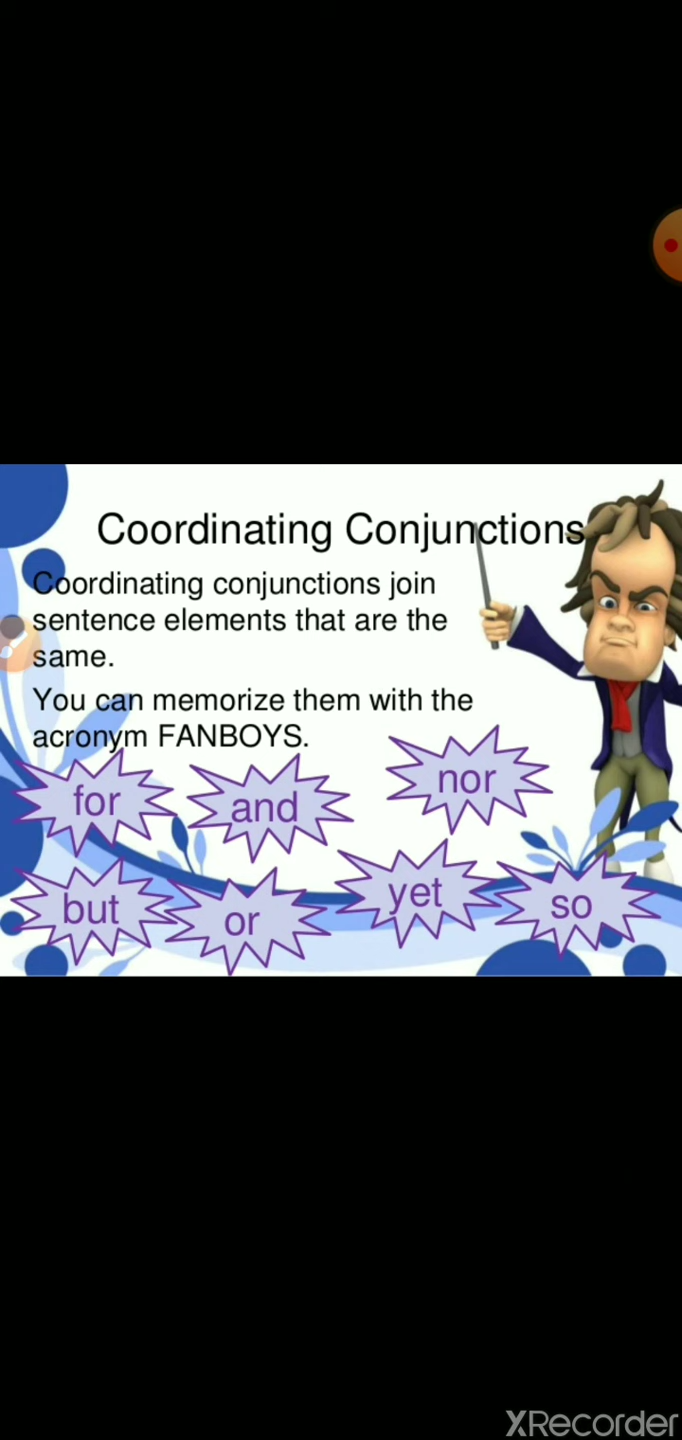 Coordinating Conjunctions
Coordinating conjunctions join
sentence elements that are the
same.
You can memorize them with the
acronym FANBOYS.
for
and
nor
but
or
yet
so
XRecorder